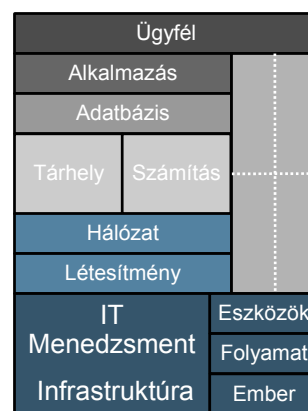 Ügyfél
Alkalmazás
Adatbázis
Tárhely
Számítás
Hálózat
Létesítmény
IT
Menedzsment
Infrastruktúra
Eszközök
Folyamat
Ember